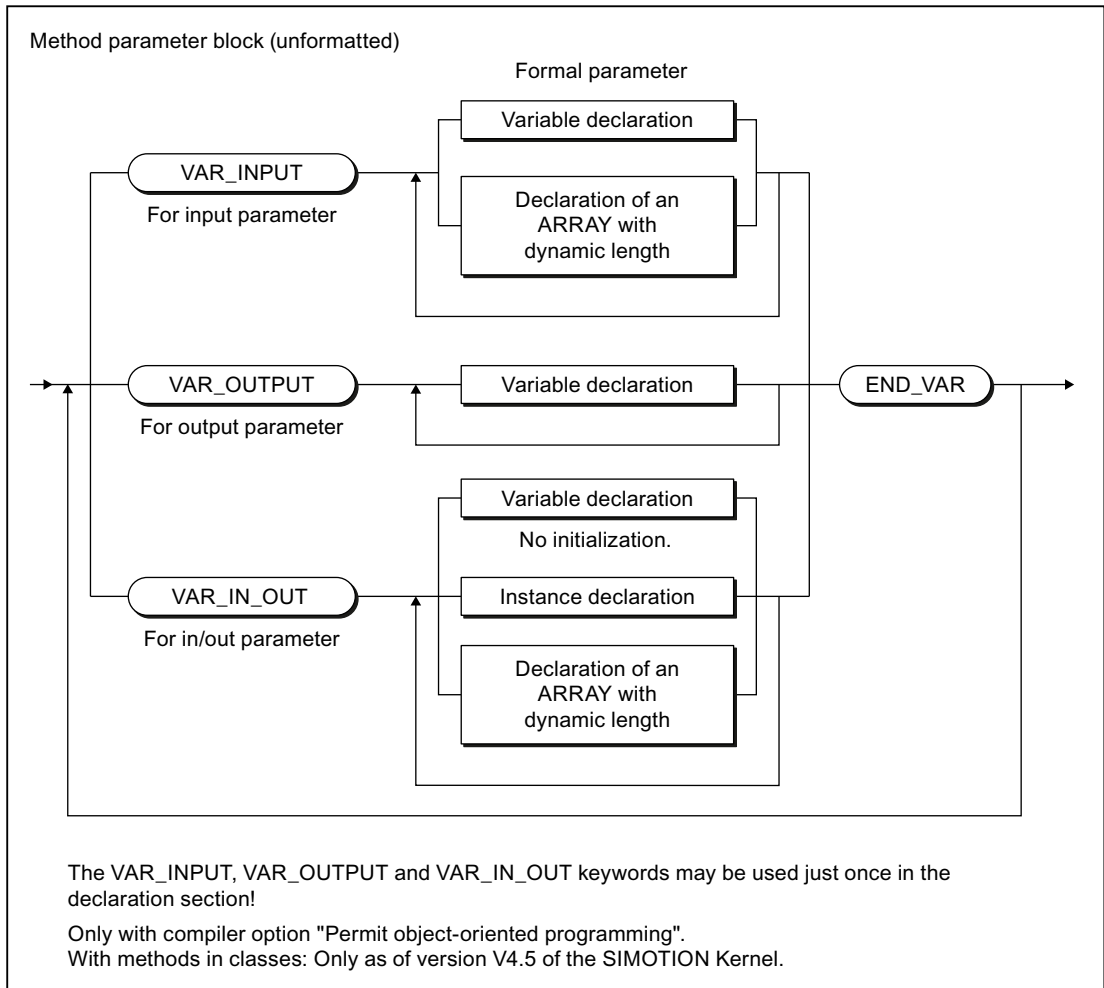 Method parameter block (unformatted)
Formal parameter
Variable declaration
VAR_INPUT
For input parameter
Declaration of an
ARRAY with
dynamic length
VAR_OUTPUT
For output parameter
Variable declaration
END_VAR
Variable declaration
No initialization.
VAR_IN_OUT
For in/out parameter
Instance declaration
Declaration of an
ARRAY with
dynamic length
The VAR_INPUT, VAR_OUTPUT and VAR_IN_OUT keywords may be used just once in the
declaration section!
Only with compiler option "Permit object-oriented programming".
With methods in classes: Only as of version V4.5 of the SIMOTION Kernel.